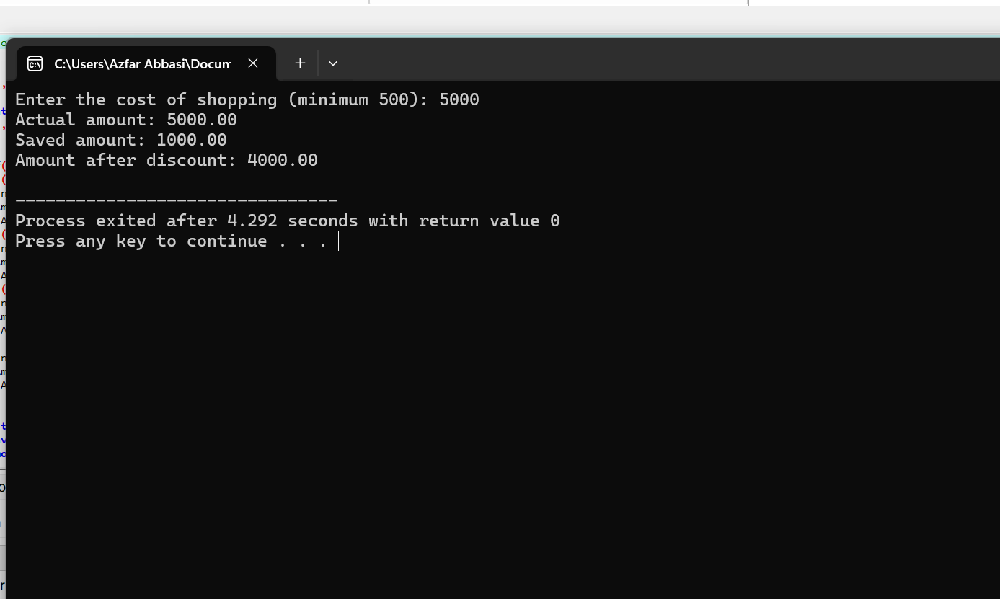 C:\Users\Azfar Abbasi\Docum
Enter the cost of shopping (minimum 500): 5000
Actual amount: 5000.00
Saved amount: 1000.00
Amount after discount: 4000.00
--------------------------------
Process exited after 4.292 seconds with return value 0
Press any key to continue . . .